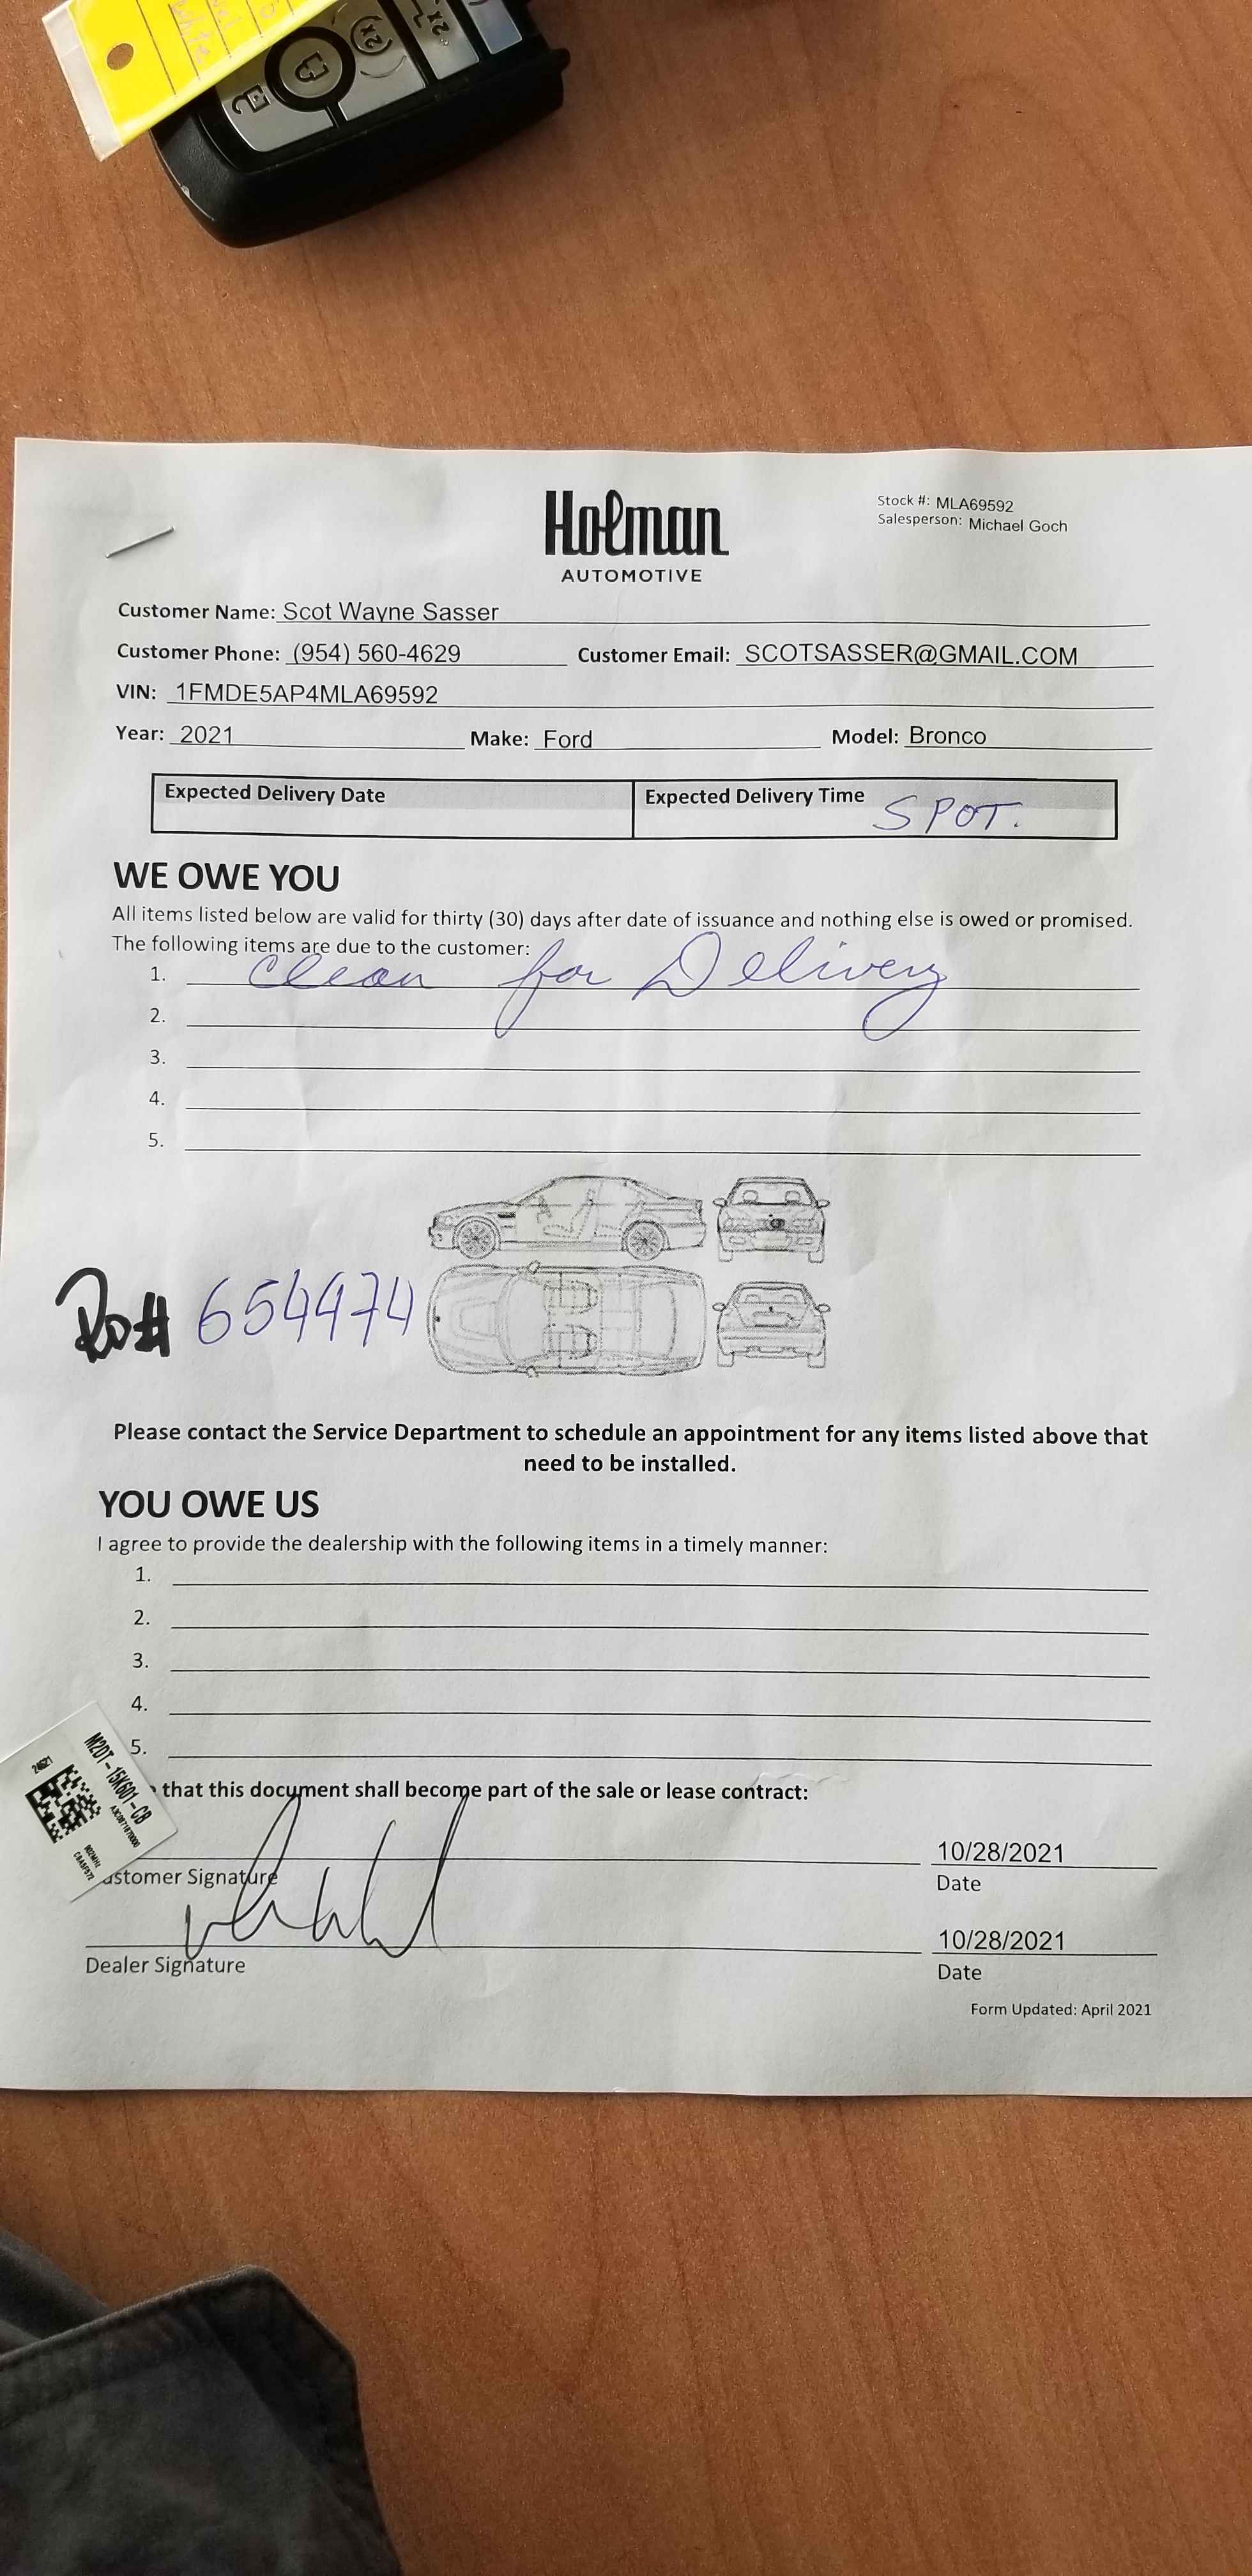 2x
2x
Holman
AUTOMOTIVE
Stock #: MLA69592
Salesperson: Michael Goch
Customer Name: Scot Wayne Sasser
Customer Phone: (954) 560-4629 Customer Email: SCOTSASSER@GMAIL.COM
VIN: 1FMDE5AP4MLA69592
Year: 2021 Make: Ford Model: Bronco
Expected Delivery Date Expected Delivery Time SPOT.
WE OWE YOU
All items listed below are valid for thirty (30) days after date of issuance and nothing else is owed or promised.
The following items are due to the customer:
1. Clean for Delivery
2.
3.
4.
5.
Ro# 654474
Please contact the Service Department to schedule an appointment for any items listed above that
need to be installed.
YOU OWE US
I agree to provide the dealership with the following items in a timely manner:
1.
2.
3.
4.
5.
M2DT-15K601-CB
that this document shall become part of the sale or lease contract:
10/28/2021
stomer Signature Date
10/28/2021
Dealer Signature Date
Form Updated: April 2021